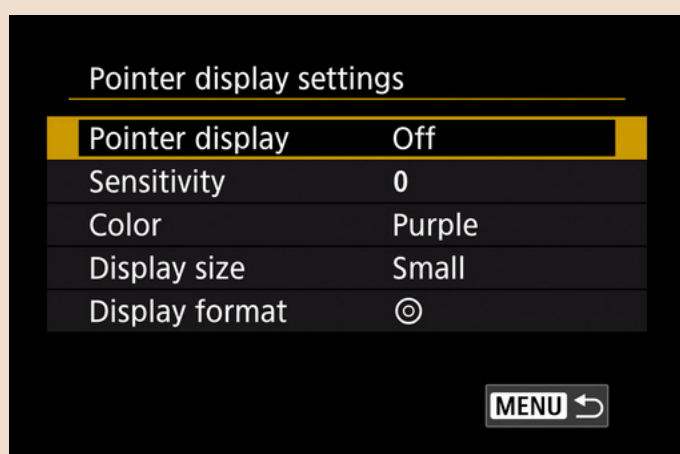 Pointer display settings
Pointer display Off
Sensitivity 0
Color Purple
Display size Small
Display format ◎
MENU